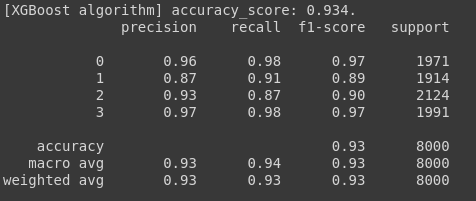 [XGBoost algorithm] accuracy_score: 0.934.
precision recall f1-score support
0 0.96 0.98 0.97 1971
1 0.87 0.91 0.89 1914
2 0.93 0.87 0.90 2124
3 0.97 0.98 0.97 1991
accuracy 0.93 8000
macro avg 0.93 0.94 0.93 8000
weighted avg 0.93 0.93 0.93 8000